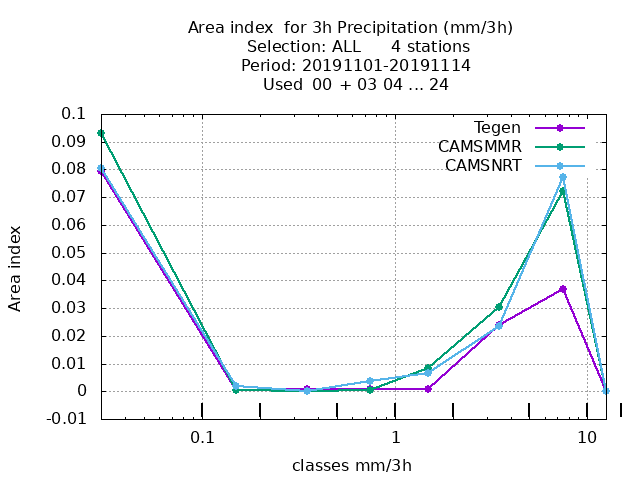 Area index  for 3h Precipitation (mm/3h)
Selection: ALL      4 stations
Period: 20191101-20191114
Used  00 + 03 04 ... 24
Tegen
CAMSMMR
CAMSNRT
Area index
0.1
0.09
0.08
0.07
0.06
0.05
0.04
0.03
0.02
0.01
0
-0.01
0.1 1 10
classes mm/3h